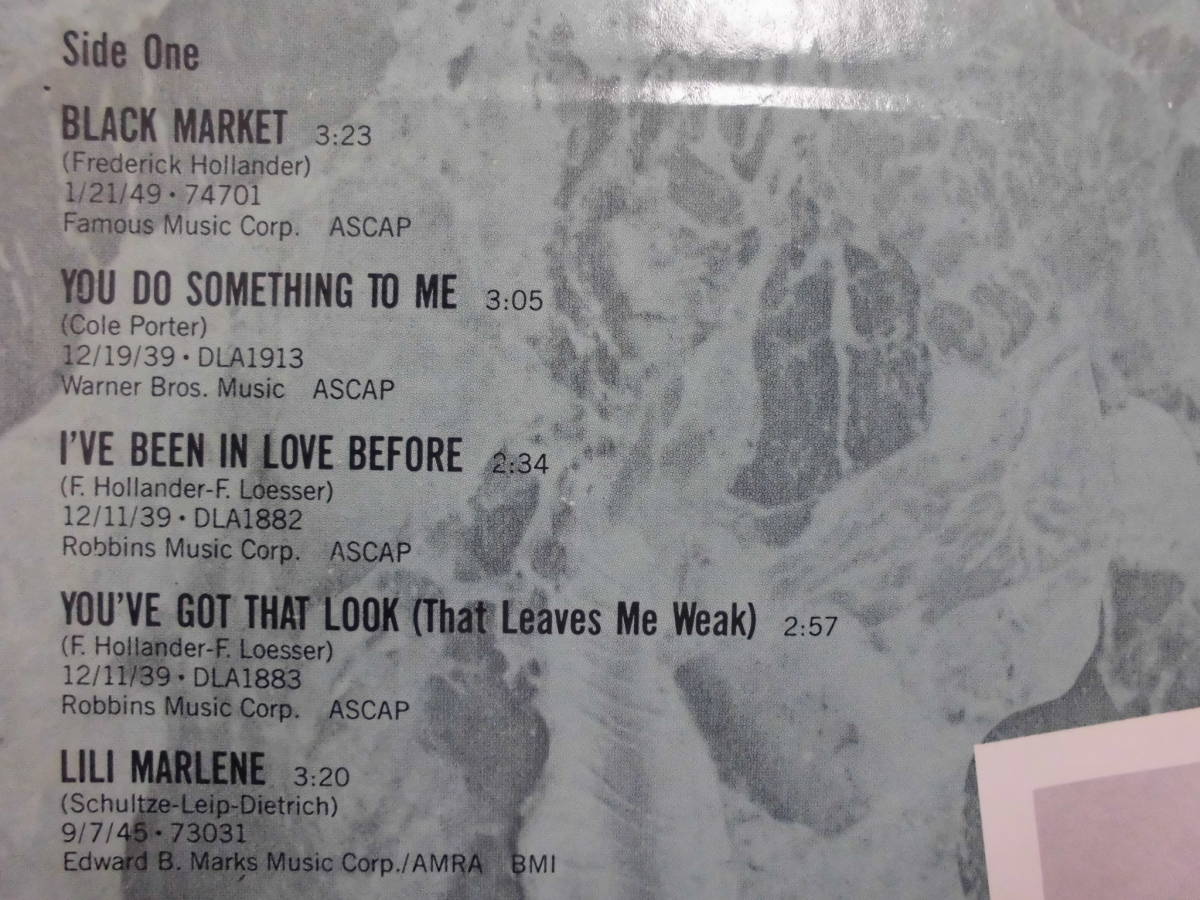 Side One
BLACK MARKET 3:23
(Frederick Hollander)
1/21/49 • 74701
Famous Music Corp. ASCAP
YOU DO SOMETHING TO ME 3:05
(Cole Porter)
12/19/39 • DLA1913
Warner Bros. Music ASCAP
I'VE BEEN IN LOVE BEFORE 2:34
(F. Hollander-F. Loesser)
12/11/39 • DLA1882
Robbins Music Corp. ASCAP
YOU'VE GOT THAT LOOK (That Leaves Me Weak) 2:57
(F. Hollander-F. Loesser)
12/11/39 • DLA1883
Robbins Music Corp. ASCAP
LILI MARLENE 3:20
(Schultze-Leip-Dietrich)
9/7/45 • 73031
Edward B. Marks Music Corp./AMRA BMI